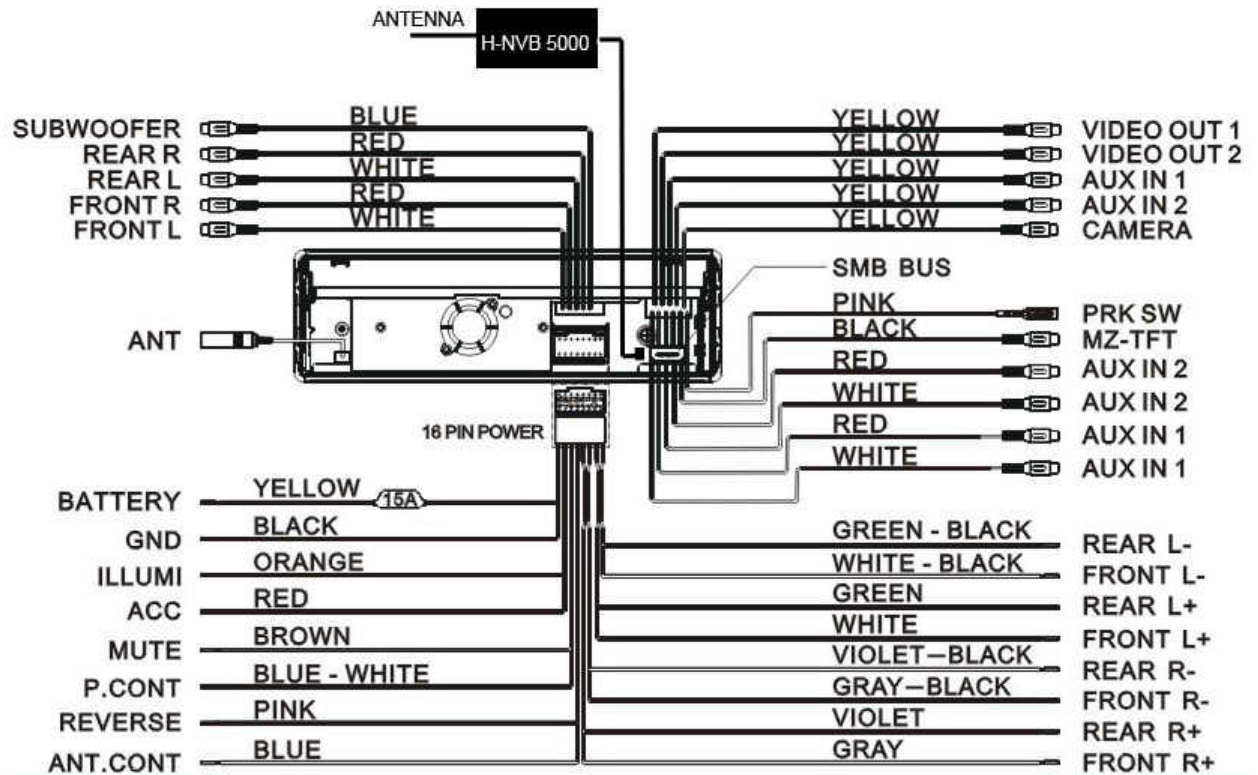 ANTENNA
H-NVB 5000
SUBWOOFER BLUE
REAR R RED
REAR L WHITE
FRONT R RED
FRONT L WHITE
YELLOW VIDEO OUT 1
YELLOW VIDEO OUT 2
YELLOW AUX IN 1
YELLOW AUX IN 2
YELLOW CAMERA
SMB BUS
PINK PRK SW
BLACK MZ-TFT
RED AUX IN 2
WHITE AUX IN 2
RED AUX IN 1
WHITE AUX IN 1
ANT
16 PIN POWER
BATTERY YELLOW 15A
GND BLACK
ILLUMI ORANGE
ACC RED
MUTE BROWN
P.CONT BLUE - WHITE
REVERSE PINK
ANT.CONT BLUE
GREEN - BLACK REAR L-
WHITE - BLACK FRONT L-
GREEN REAR L+
WHITE FRONT L+
VIOLET—BLACK REAR R-
GRAY—BLACK FRONT R-
VIOLET REAR R+
GRAY FRONT R+